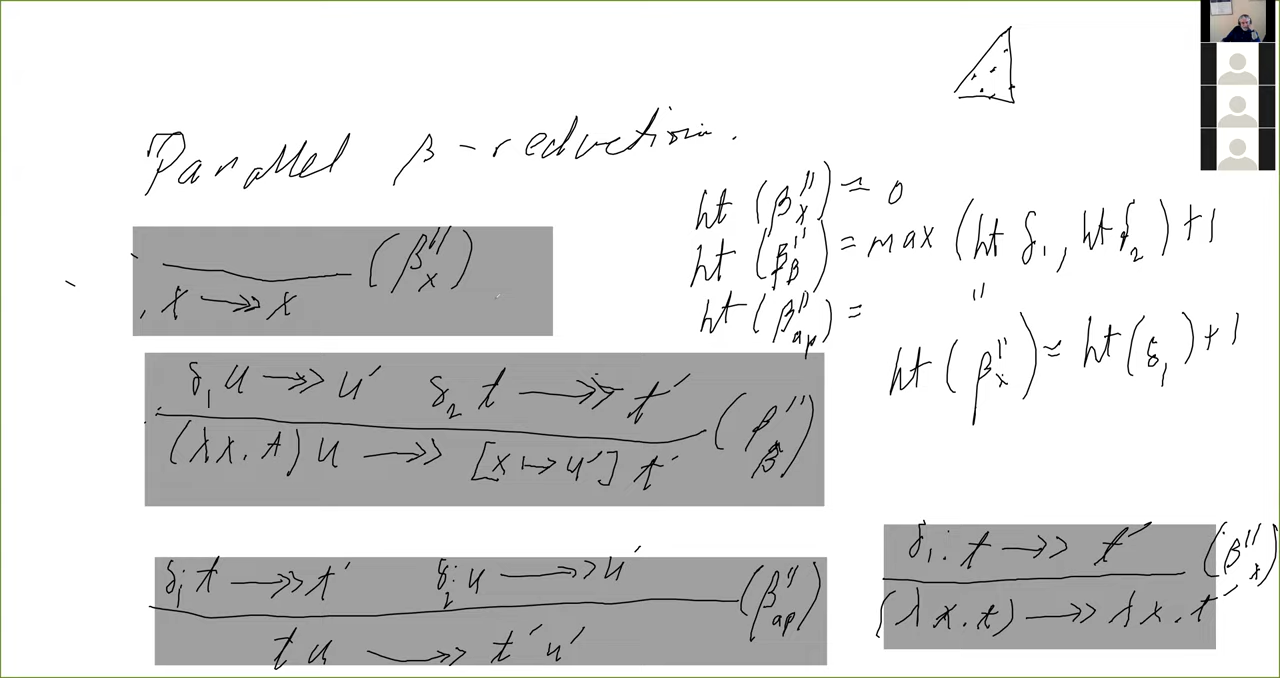 Parallel β-reduction.
ht (β''x) = 0
ht (β''β) = max (ht δ1, ht δ2) + 1
ht (β''ap) = "
ht (β''x) = ht(δ1) + 1
x →» x (β''x)
δ1 u →» u' δ2 t →» t'
(λx. t) u →» [x ↦ u'] t' (β''β)
δ1: t →» t' δ2: u →» u'
t u →» t' u' (β''ap)
δ1: t →» t' (β''x)
(λx.t) →» λx.t'